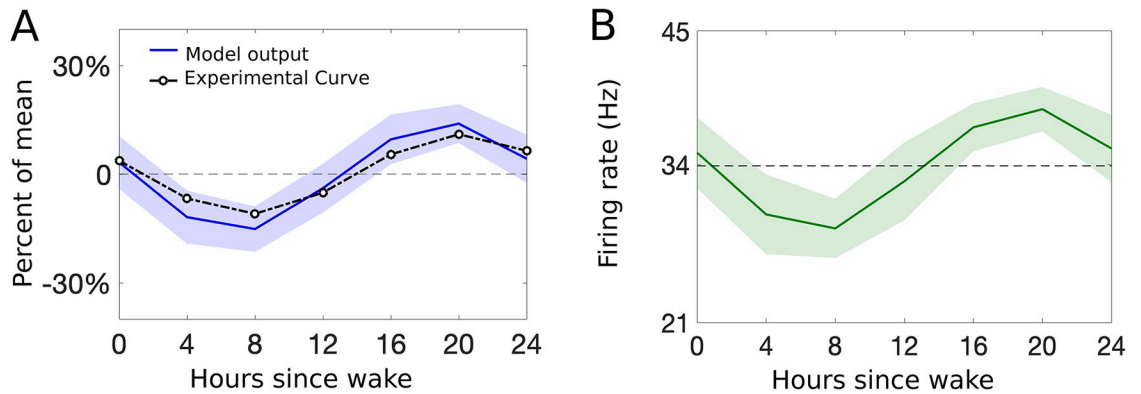 A
Percent of mean
30%
0
-30%
Model output
Experimental Curve
0 4 8 12 16 20 24
Hours since wake
B
Firing rate (Hz)
45
34
21
0 4 8 12 16 20 24
Hours since wake